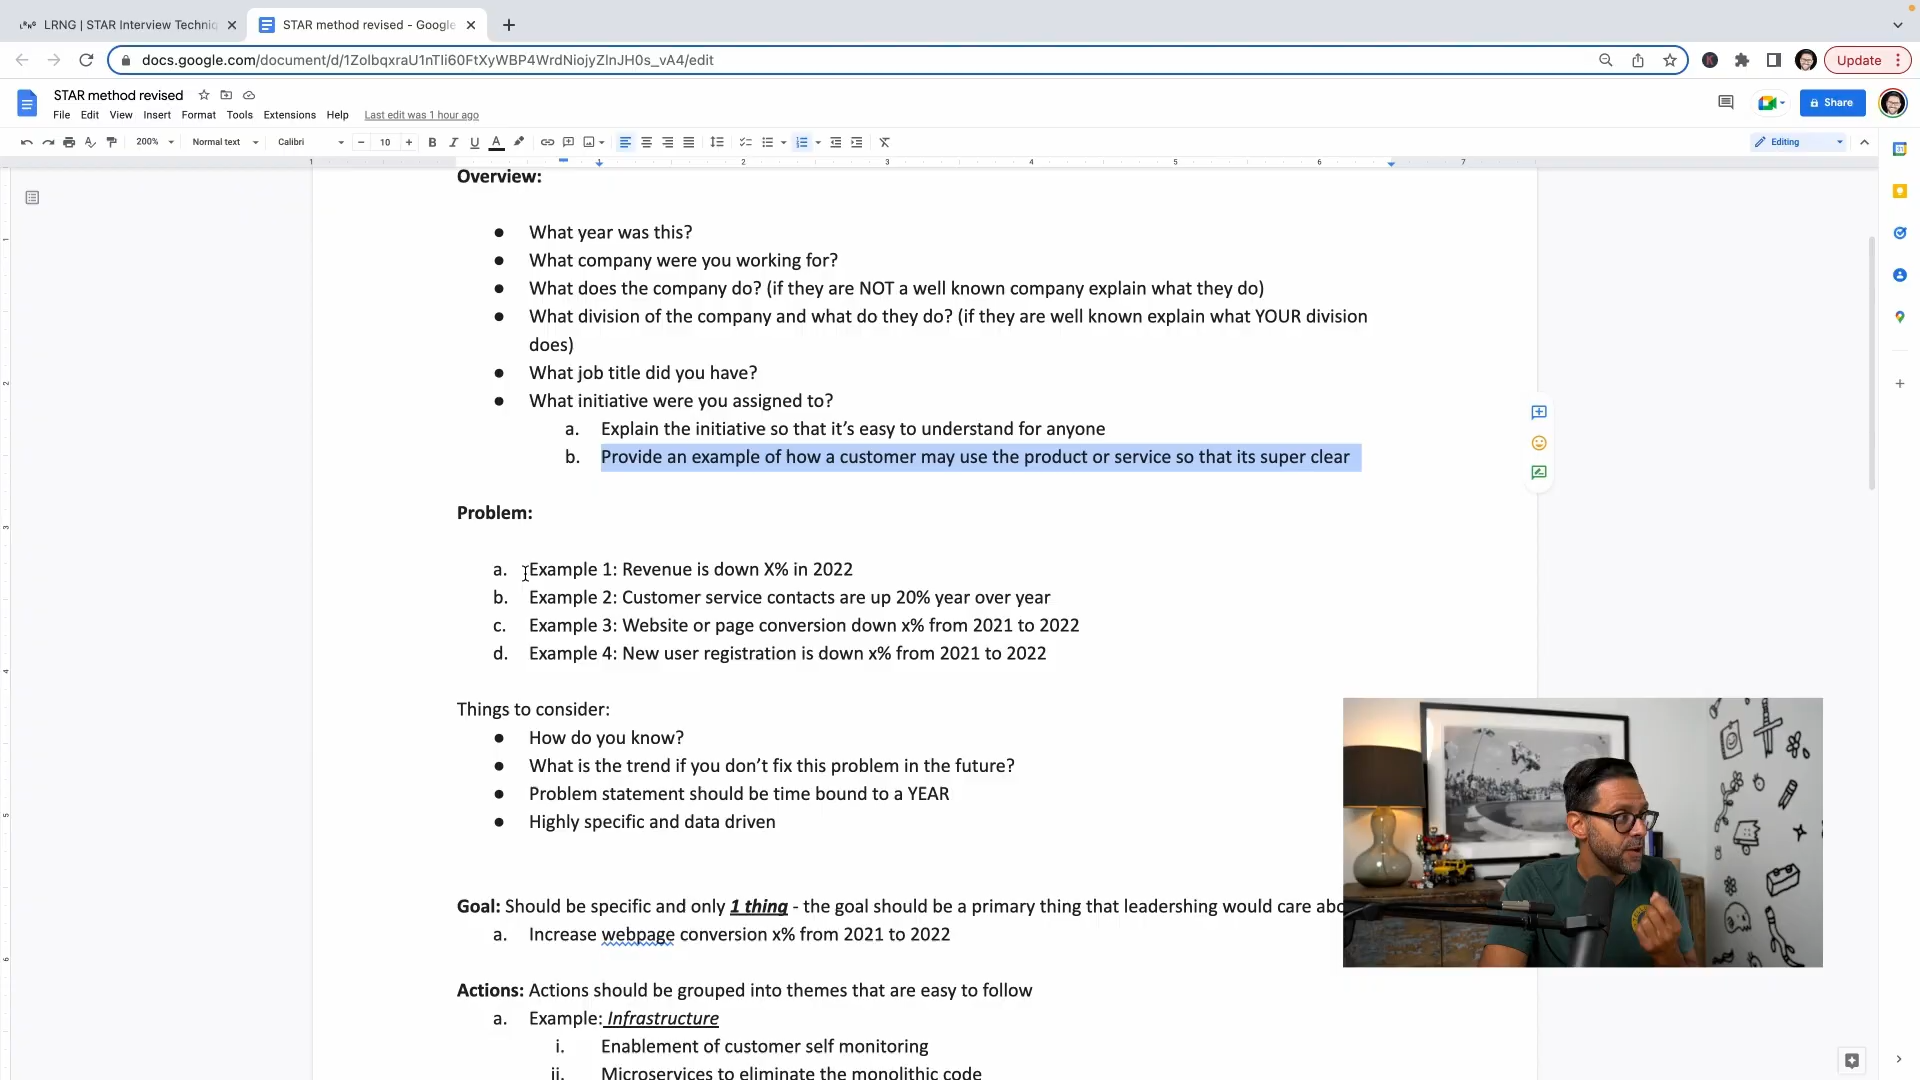 LRNG | STAR Interview Techniq
STAR method revised - Google
docs.google.com/document/d/1ZolbqxraU1nTIi60FtXyWBP4WrdNiojyZlnJH0s_vA4/edit
Update
STAR method revised
File Edit View Insert Format Tools Extensions Help Last edit was 1 hour ago
Share
200% Normal text Calibri 10 B I U A Editing
1 1 2 3 4 5 6 7
Overview:
● What year was this?
● What company were you working for?
● What does the company do? (if they are NOT a well known company explain what they do)
● What division of the company and what do they do? (if they are well known explain what YOUR division
does)
● What job title did you have?
● What initiative were you assigned to?
a. Explain the initiative so that it’s easy to understand for anyone
b. Provide an example of how a customer may use the product or service so that its super clear
Problem:
a. Example 1: Revenue is down X% in 2022
b. Example 2: Customer service contacts are up 20% year over year
c. Example 3: Website or page conversion down x% from 2021 to 2022
d. Example 4: New user registration is down x% from 2021 to 2022
Things to consider:
● How do you know?
● What is the trend if you don’t fix this problem in the future?
● Problem statement should be time bound to a YEAR
● Highly specific and data driven
Goal: Should be specific and only 1 thing - the goal should be a primary thing that leadershing would care abo
a. Increase webpage conversion x% from 2021 to 2022
Actions: Actions should be grouped into themes that are easy to follow
a. Example: Infrastructure
i. Enablement of customer self monitoring
ii. Microservices to eliminate the monolithic code